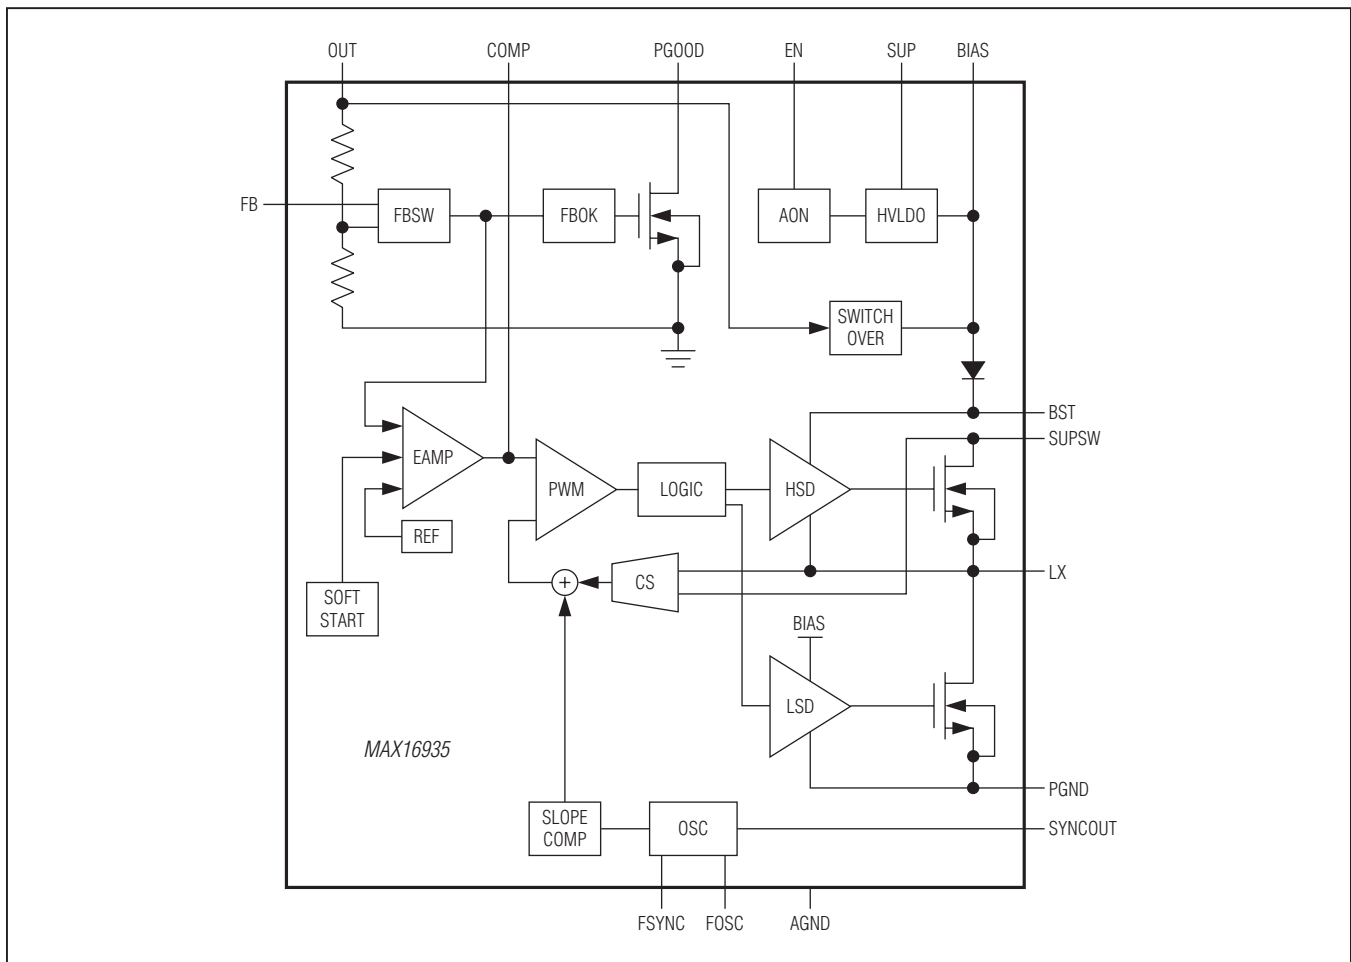 OUT COMP PGOOD EN SUP BIAS
FB
FBSW
FBOK
AON
HVLDO
SWITCH
OVER
BST
SUPSW
EAMP
PWM
LOGIC
HSD
REF
CS
+
LX
SOFT
START
BIAS
LSD
MAX16935
PGND
SLOPE
COMP
OSC
SYNCOUT
FSYNC FOSC AGND